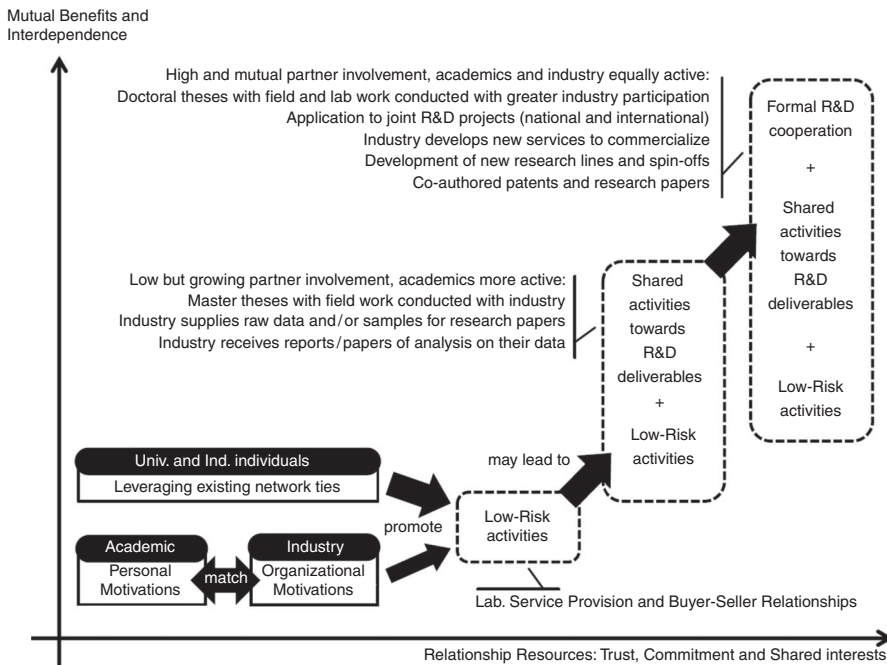 Mutual Benefits and
Interdependence
High and mutual partner involvement, academics and industry equally active:
Doctoral theses with field and lab work conducted with greater industry participation
Application to joint R&D projects (national and international)
Industry develops new services to commercialize
Development of new research lines and spin-offs
Co-authored patents and research papers
Formal R&D
cooperation
+
Shared
activities
towards
R&D
deliverables
+
Low-Risk
activities
Low but growing partner involvement, academics more active:
Master theses with field work conducted with industry
Industry supplies raw data and/or samples for research papers
Industry receives reports/papers of analysis on their data
Shared
activities
towards
R&D
deliverables
+
Low-Risk
activities
may lead to
Univ. and Ind. individuals
Leveraging existing network ties
promote
Low-Risk
activities
Academic
Personal
Motivations
match
Industry
Organizational
Motivations
Lab. Service Provision and Buyer-Seller Relationships
Relationship Resources: Trust, Commitment and Shared interests